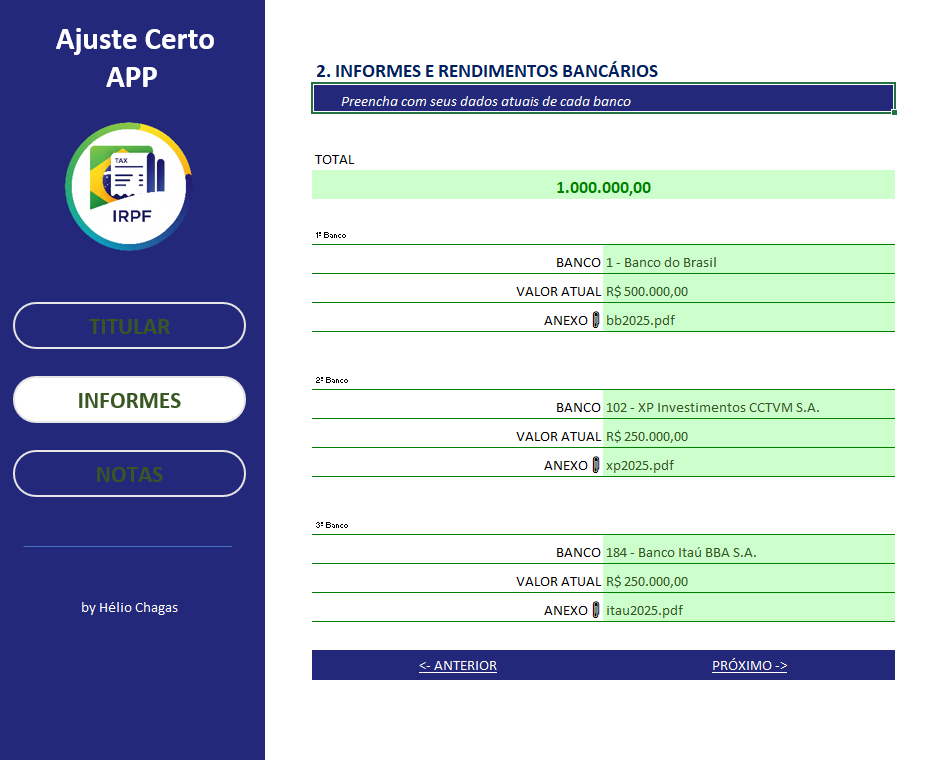 Ajuste Certo
APP
TAX
IRPF
TITULAR
INFORMES
NOTAS
by Hélio Chagas
2. INFORMES E RENDIMENTOS BANCÁRIOS
Preencha com seus dados atuais de cada banco
TOTAL
1.000.000,00
1º Banco
BANCO 1 - Banco do Brasil
VALOR ATUAL R$ 500.000,00
ANEXO bb2025.pdf
2º Banco
BANCO 102 - XP Investimentos CCTVM S.A.
VALOR ATUAL R$ 250.000,00
ANEXO xp2025.pdf
3º Banco
BANCO 184 - Banco Itaú BBA S.A.
VALOR ATUAL R$ 250.000,00
ANEXO itau2025.pdf
<- ANTERIOR PRÓXIMO ->